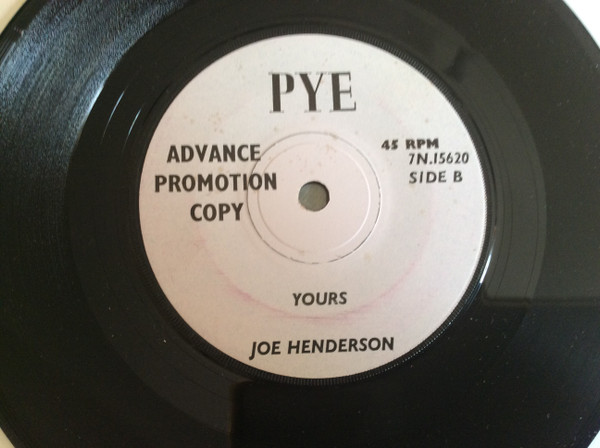 PYE
ADVANCE
PROMOTION
COPY
45 RPM
7N.15620
SIDE B
YOURS
JOE HENDERSON